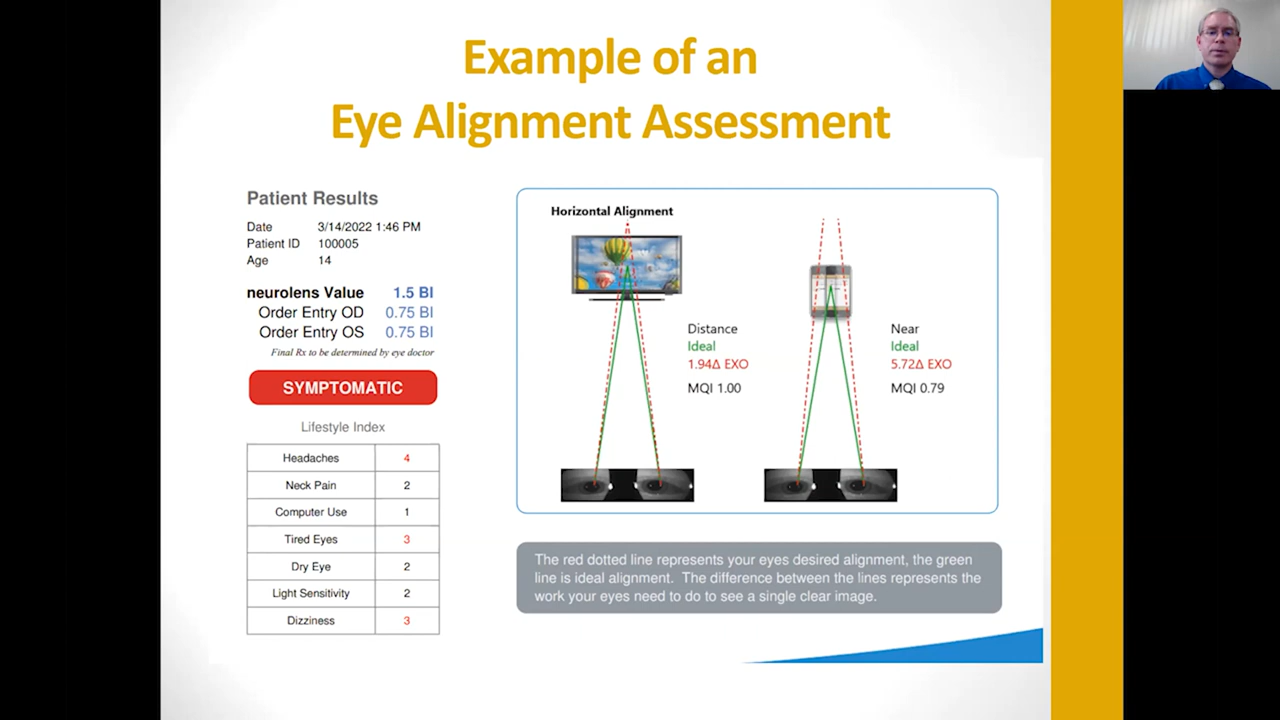 Example of an
Eye Alignment Assessment
Patient Results
Date 3/14/2022 1:46 PM
Patient ID 100005
Age 14
neurolens Value 1.5 BI
Order Entry OD 0.75 BI
Order Entry OS 0.75 BI
Final Rx to be determined by eye doctor
SYMPTOMATIC
Lifestyle Index
Headaches 4
Neck Pain 2
Computer Use 1
Tired Eyes 3
Dry Eye 2
Light Sensitivity 2
Dizziness 3
Horizontal Alignment
Distance
Ideal
1.94Δ EXO
MQI 1.00
Near
Ideal
5.72Δ EXO
MQI 0.79
The red dotted line represents your eyes desired alignment, the green
line is ideal alignment.  The difference between the lines represents the
work your eyes need to do to see a single clear image.